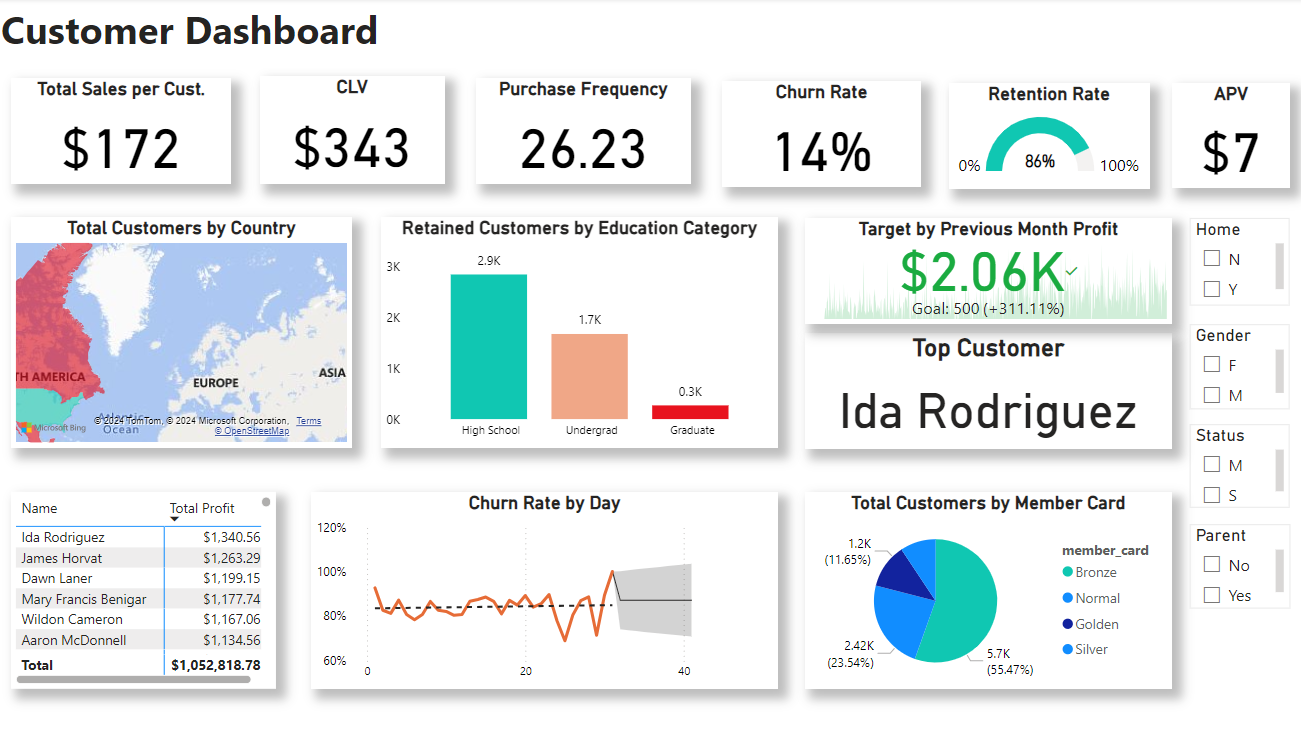 Customer Dashboard
Total Sales per Cust.
$172
CLV
$343
Purchase Frequency
26.23
Churn Rate
14%
Retention Rate
0%
86%
100%
APV
$7
Total Customers by Country
TH AMERICA
EUROPE
ASIA
Atlantic
Ocean
Microsoft Bing
© 2024 TomTom, © 2024 Microsoft Corporation, Terms
© OpenStreetMap
Retained Customers by Education Category
3K
2K
1K
0K
2.9K
1.7K
0.3K
High School
Undergrad
Graduate
Target by Previous Month Profit
$2.06K
Goal: 500 (+311.11%)
Top Customer
Ida Rodriguez
Home
N
Y
Gender
F
M
Status
M
S
Parent
No
Yes
Name Total Profit
Ida Rodriguez $1,340.56
James Horvat $1,263.29
Dawn Laner $1,199.15
Mary Francis Benigar $1,177.74
Wildon Cameron $1,167.06
Aaron McDonnell $1,134.56
Total $1,052,818.78
Churn Rate by Day
120%
100%
80%
60%
0
20
40
Total Customers by Member Card
1.2K
(11.65%)
2.42K
(23.54%)
5.7K
(55.47%)
member_card
Bronze
Normal
Golden
Silver